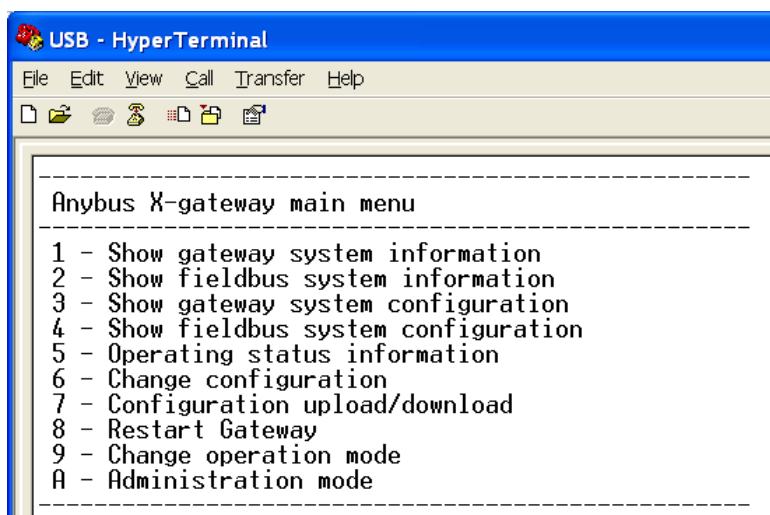 USB - HyperTerminal
File Edit View Call Transfer Help
------------------------------------------------------
Anybus X-gateway main menu
------------------------------------------------------
1 - Show gateway system information
2 - Show fieldbus system information
3 - Show gateway system configuration
4 - Show fieldbus system configuration
5 - Operating status information
6 - Change configuration
7 - Configuration upload/download
8 - Restart Gateway
9 - Change operation mode
A - Administration mode
------------------------------------------------------